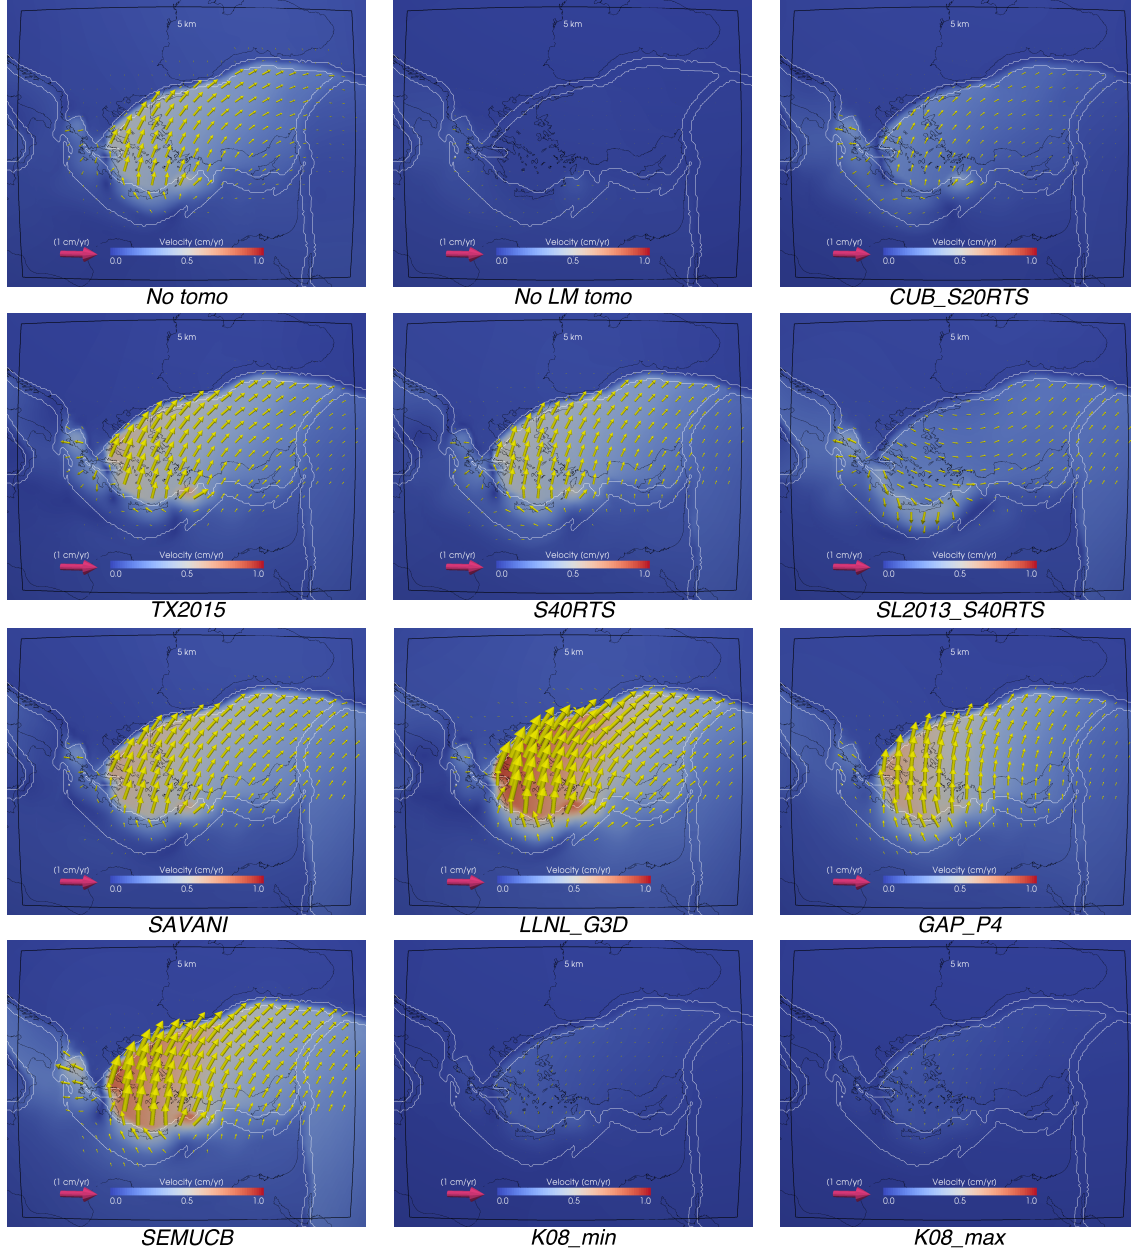 5 km
(1 cm/yr) Velocity (cm/yr)
0.0 0.5 1.0
No tomo
5 km
(1 cm/yr) Velocity (cm/yr)
0.0 0.5 1.0
No LM tomo
5 km
(1 cm/yr) Velocity (cm/yr)
0.0 0.5 1.0
CUB_S20RTS
5 km
(1 cm/yr) Velocity (cm/yr)
0.0 0.5 1.0
TX2015
5 km
(1 cm/yr) Velocity (cm/yr)
0.0 0.5 1.0
S40RTS
5 km
(1 cm/yr) Velocity (cm/yr)
0.0 0.5 1.0
SL2013_S40RTS
5 km
(1 cm/yr) Velocity (cm/yr)
0.0 0.5 1.0
SAVANI
5 km
(1 cm/yr) Velocity (cm/yr)
0.0 0.5 1.0
LLNL_G3D
5 km
(1 cm/yr) Velocity (cm/yr)
0.0 0.5 1.0
GAP_P4
5 km
(1 cm/yr) Velocity (cm/yr)
0.0 0.5 1.0
SEMUCB
5 km
(1 cm/yr) Velocity (cm/yr)
0.0 0.5 1.0
K08_min
5 km
(1 cm/yr) Velocity (cm/yr)
0.0 0.5 1.0
K08_max